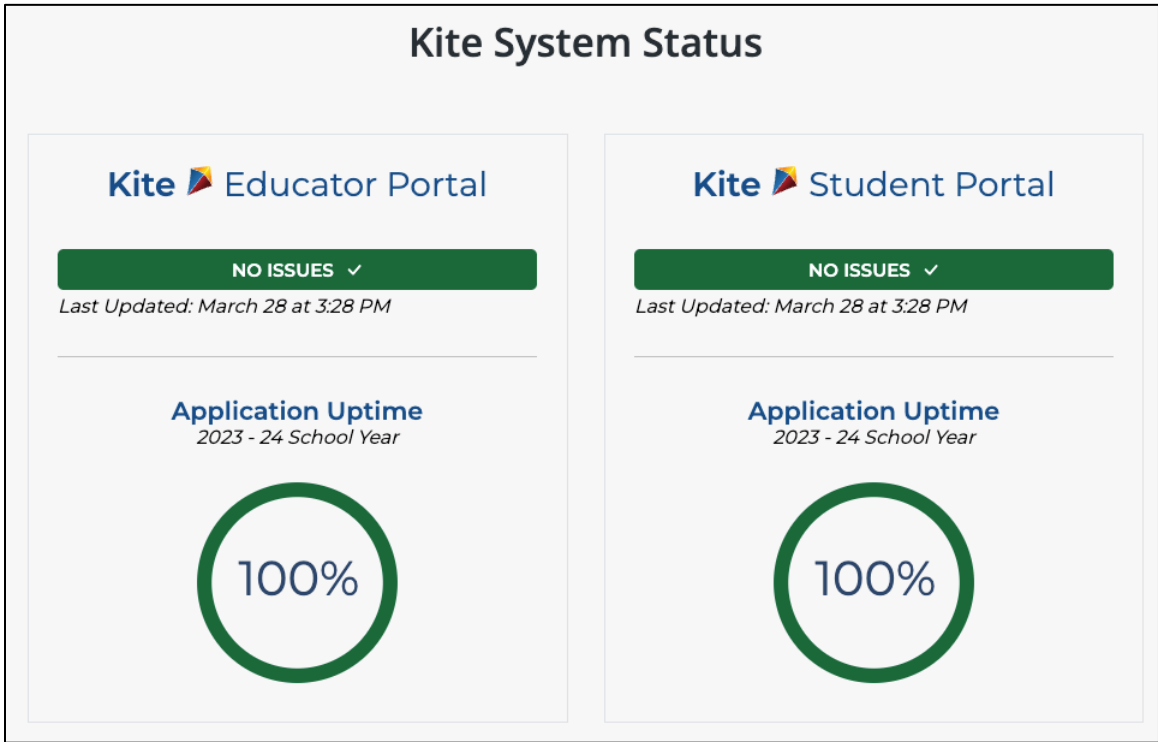 Kite System Status
Kite Educator Portal
NO ISSUES ✓
Last Updated: March 28 at 3:28 PM
Application Uptime
2023 - 24 School Year
100%
Kite Student Portal
NO ISSUES ✓
Last Updated: March 28 at 3:28 PM
Application Uptime
2023 - 24 School Year
100%